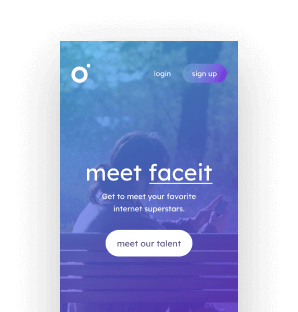 login
sign up
meet faceit
Get to meet your favorite
internet superstars.
meet our talent